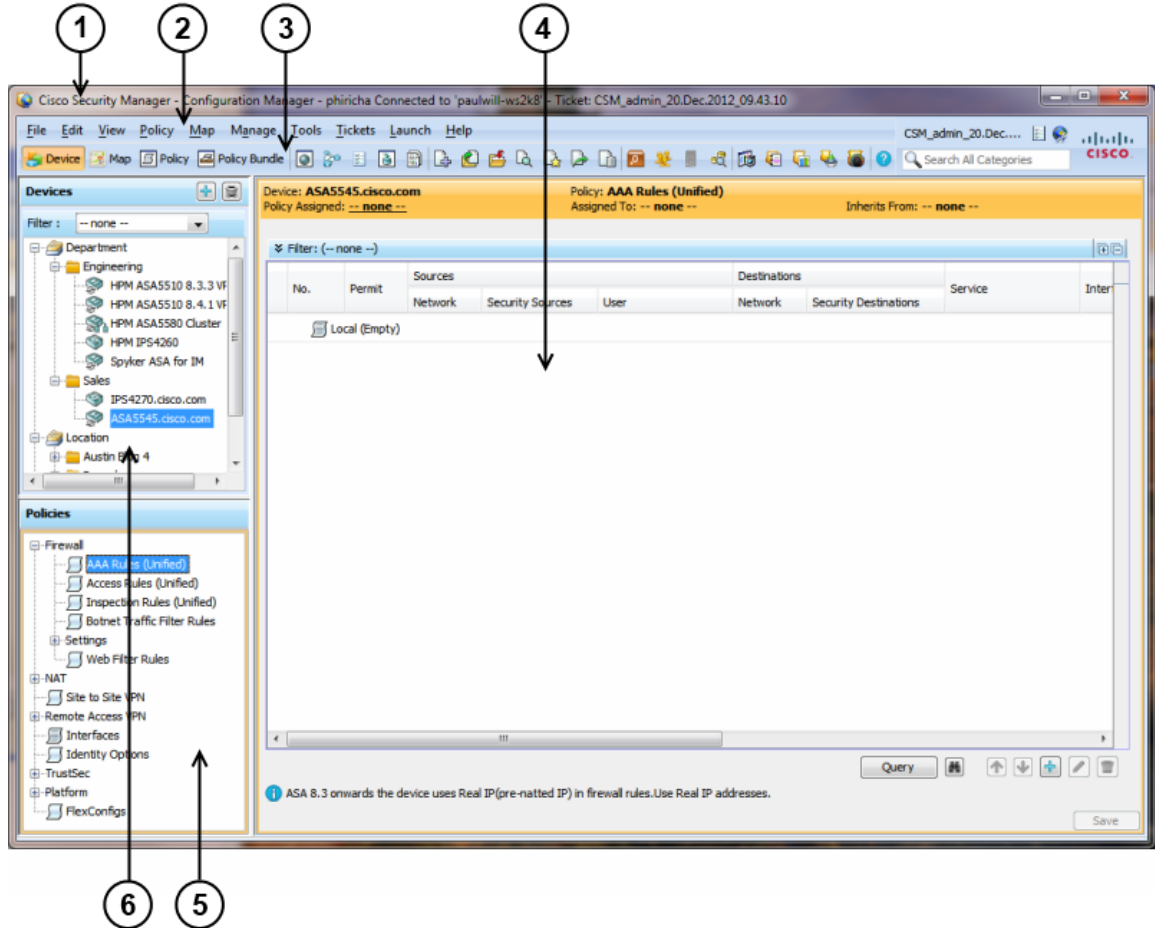 1 2 3 4
Cisco Security Manager - Configuration Manager - phiricha Connected to 'paulwill-ws2k8' - Ticket: CSM_admin_20.Dec.2012_09.43.10
File Edit View Policy Map Manage Tools Tickets Launch Help
CSM_admin_20.Dec....
Device Map Policy Policy Bundle
Search All Categories
CISCO
Devices
Filter : -- none --
Department
Engineering
HPM ASA5510 8.3.3 VF
HPM ASA5510 8.4.1 VF
HPM ASA5580 Cluster
HPM IPS4260
Spyker ASA for IM
Sales
IPS4270.cisco.com
ASA5545.cisco.com
Location
Austin 4
Policies
Firewall
AAA Rules (Unified)
Access Rules (Unified)
Inspection Rules (Unified)
Botnet Traffic Filter Rules
Settings
Web Filter Rules
NAT
Site to Site VPN
Remote Access VPN
Interfaces
Identity Options
TrustSec
Platform
FlexConfigs
Device: ASA5545.cisco.com Policy: AAA Rules (Unified)
Policy Assigned: -- none -- Assigned To: -- none -- Inherits From: -- none --
Filter: (-- none --)
No. Permit Sources Destinations Service Inter
Network Security Sources User Network Security Destinations
Local (Empty)
Query
ASA 8.3 onwards the device uses Real IP(pre-natted IP) in firewall rules.Use Real IP addresses.
Save
6 5